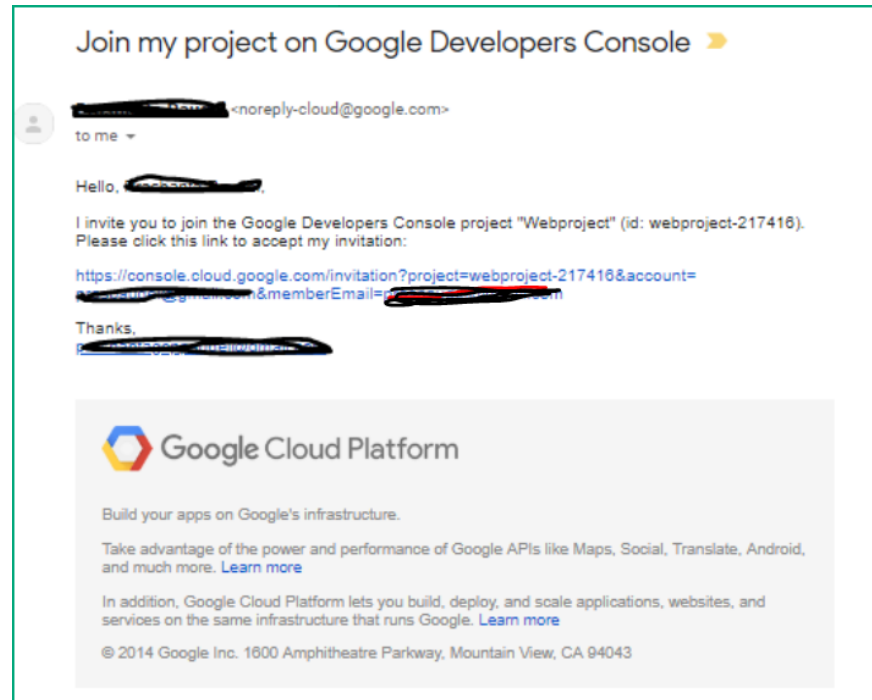 Join my project on Google Developers Console
<noreply-cloud@google.com>
to me
Hello,
I invite you to join the Google Developers Console project "Webproject" (id: webproject-217416).
Please click this link to accept my invitation:
https://console.cloud.google.com/invitation?project=webproject-217416&account=
&memberEmail=
Thanks,
Google Cloud Platform
Build your apps on Google's infrastructure.
Take advantage of the power and performance of Google APIs like Maps, Social, Translate, Android,
and much more. Learn more
In addition, Google Cloud Platform lets you build, deploy, and scale applications, websites, and
services on the same infrastructure that runs Google. Learn more
© 2014 Google Inc. 1600 Amphitheatre Parkway, Mountain View, CA 94043